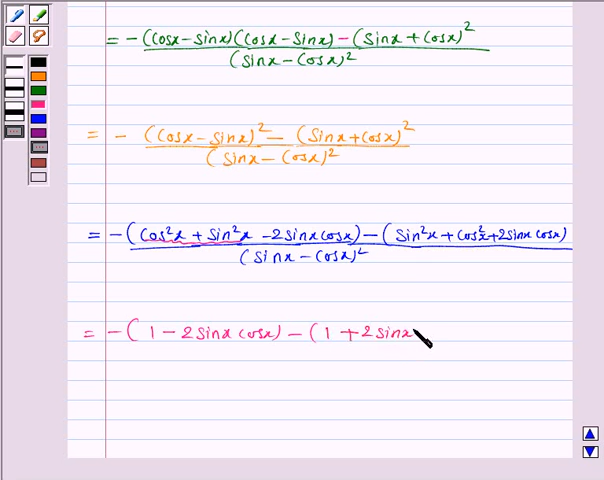 = -(Cosx - Sinx)(Cosx - Sinx) - (Sinx + Cosx)²
(Sinx - Cosx)²
= - (Cosx - Sinx)² - (Sinx + Cosx)²
(Sinx - Cosx)²
= -(Cos²x + Sin²x - 2Sinx Cosx) - (Sin²x + Cos²x + 2Sinx Cosx)
(Sinx - Cosx)²
= -(1 - 2Sinx Cosx) - (1 + 2Sinx